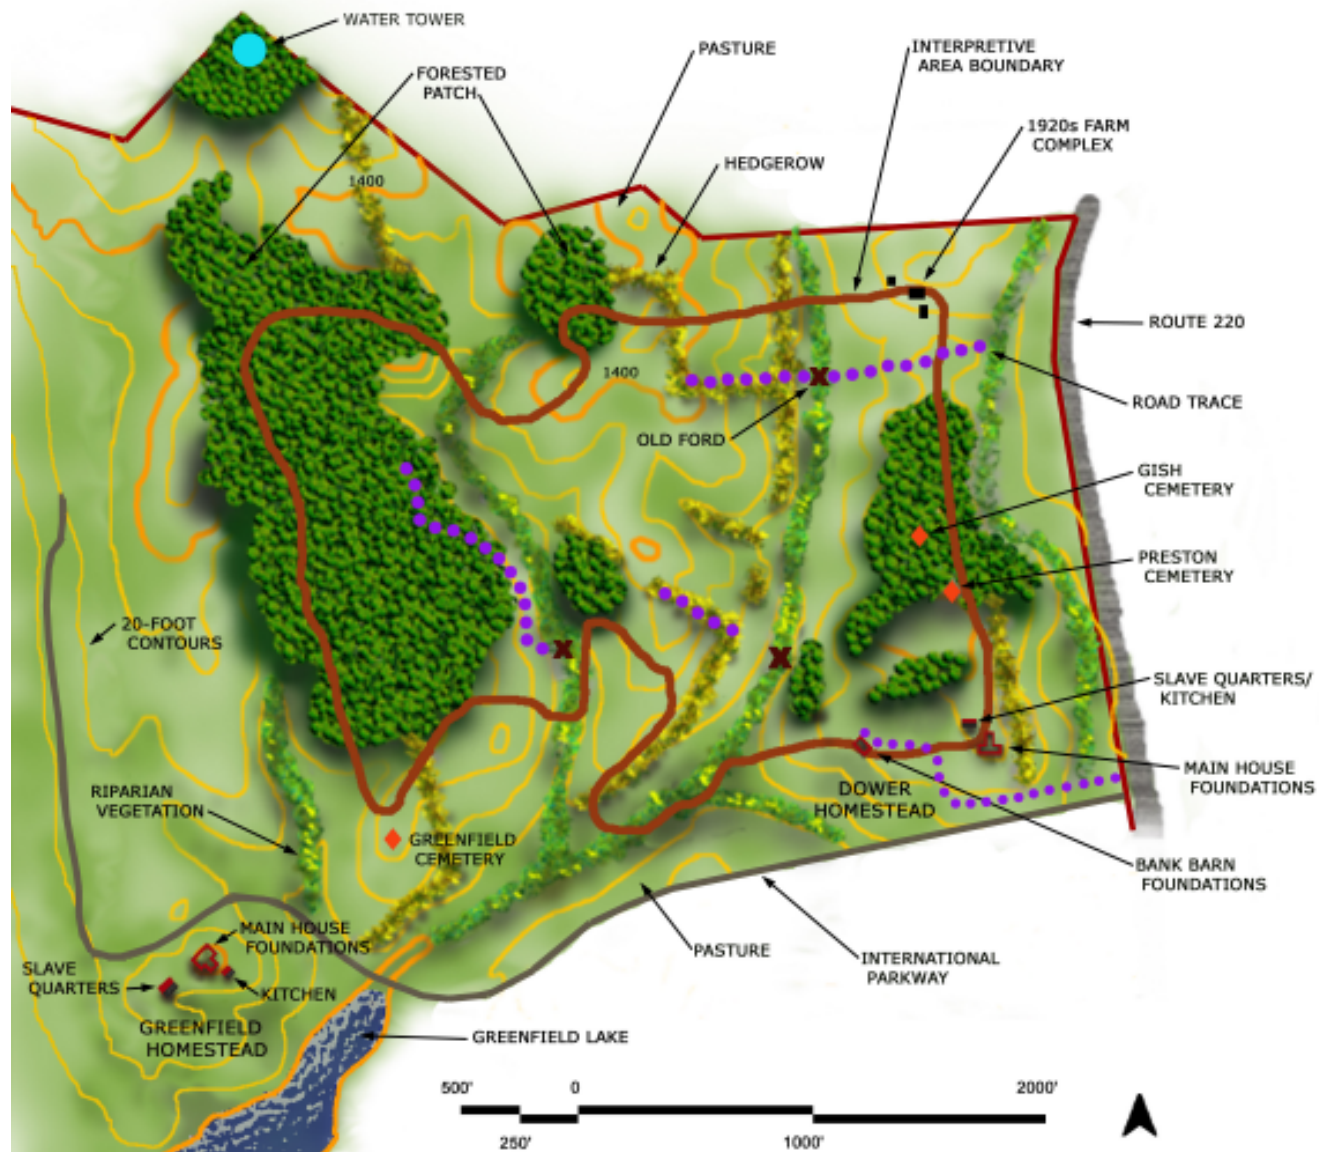 WATER TOWER
FORESTED
PATCH
PASTURE
INTERPRETIVE
AREA BOUNDARY
1920s FARM
COMPLEX
HEDGEROW
1400
ROUTE 220
1400
ROAD TRACE
OLD FORD
GISH
CEMETERY
PRESTON
CEMETERY
20-FOOT
CONTOURS
SLAVE QUARTERS/
KITCHEN
MAIN HOUSE
FOUNDATIONS
RIPARIAN
VEGETATION
DOWER
HOMESTEAD
GREENFIELD
CEMETERY
BANK BARN
FOUNDATIONS
MAIN HOUSE
FOUNDATIONS
PASTURE
INTERNATIONAL
PARKWAY
SLAVE
QUARTERS
KITCHEN
GREENFIELD
HOMESTEAD
GREENFIELD LAKE
500' 0 2000'
250' 1000'